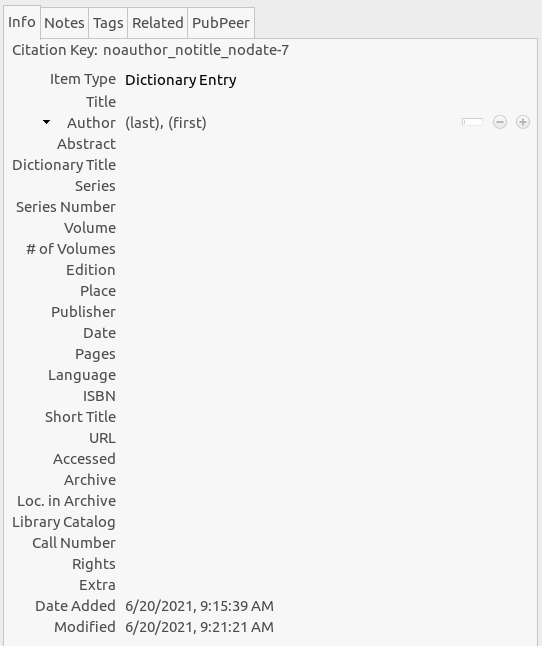 Info Notes Tags Related PubPeer
Citation Key: noauthor_notitle_nodate-7
Item Type Dictionary Entry
Title
Author (last), (first)
Abstract
Dictionary Title
Series
Series Number
Volume
# of Volumes
Edition
Place
Publisher
Date
Pages
Language
ISBN
Short Title
URL
Accessed
Archive
Loc. in Archive
Library Catalog
Call Number
Rights
Extra
Date Added 6/20/2021, 9:15:39 AM
Modified 6/20/2021, 9:21:21 AM